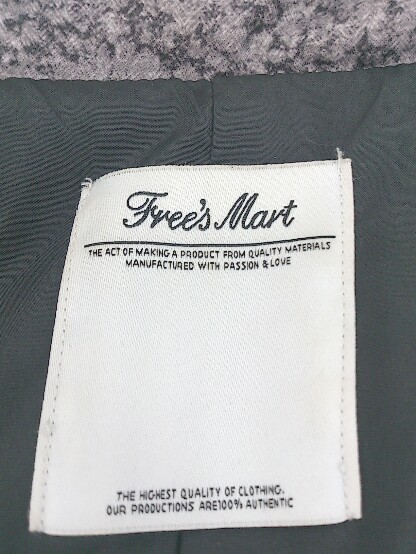 Free's Mart
THE ACT OF MAKING A PRODUCT FROM QUALITY MATERIALS
MANUFACTURED WITH PASSION & LOVE
THE HIGHEST QUALITY OF CLOTHING.
OUR PRODUCTIONS ARE100% AUTHENTIC